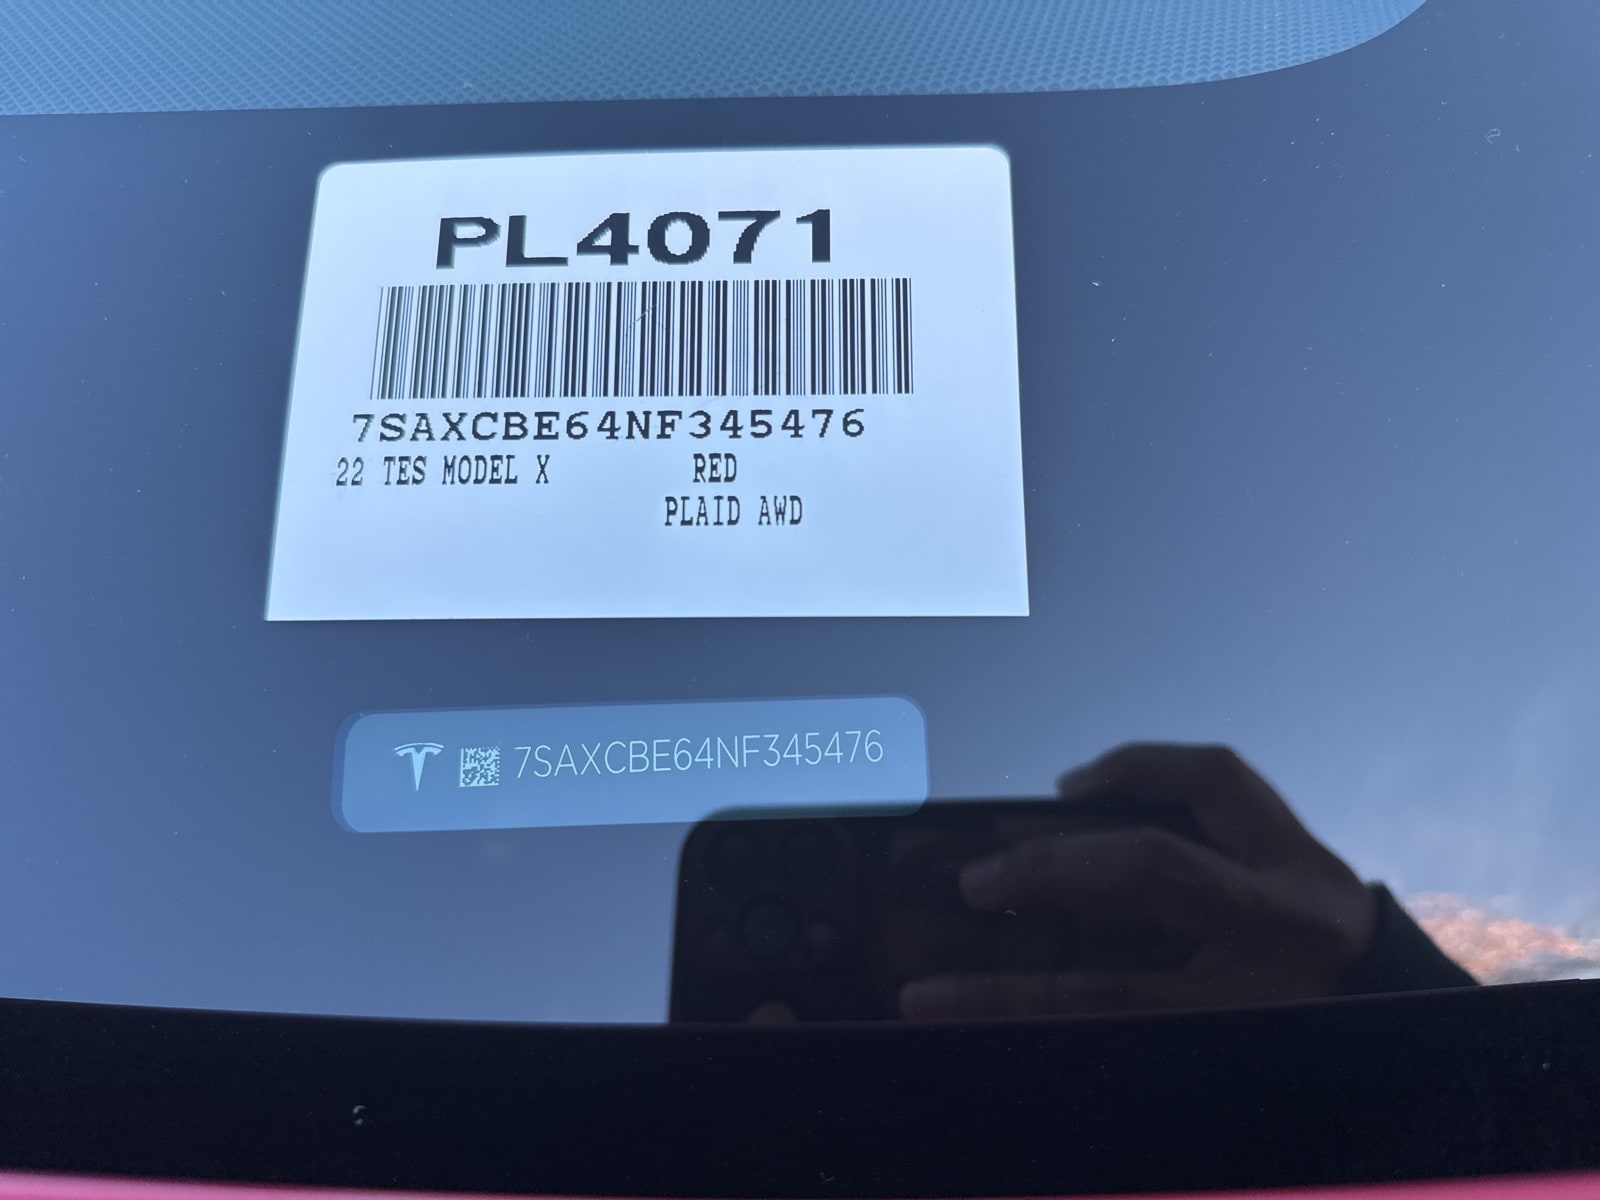 PL4071
7SAXCBE64NF345476
22 TES MODEL X RED
PLAID AWD
7SAXCBE64NF345476